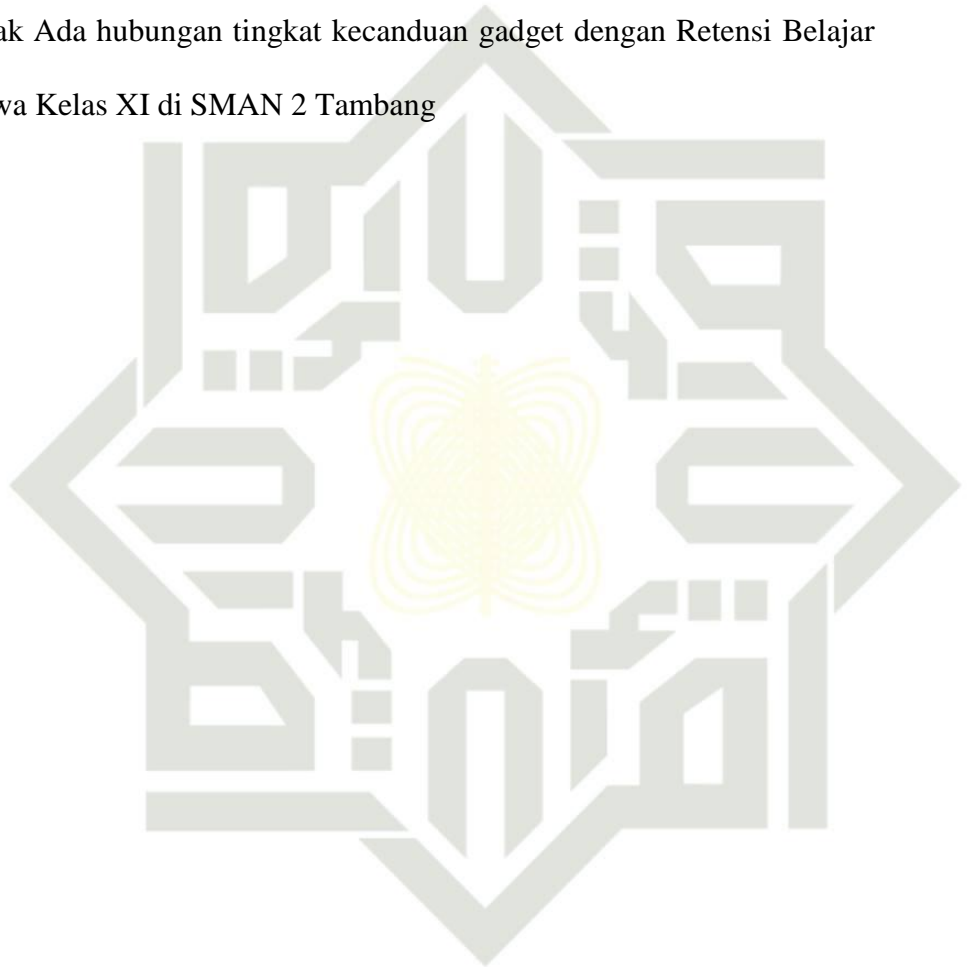 ak Ada hubungan tingkat kecanduan gadget dengan Retensi Belajar
wa Kelas XI di SMAN 2 Tambang